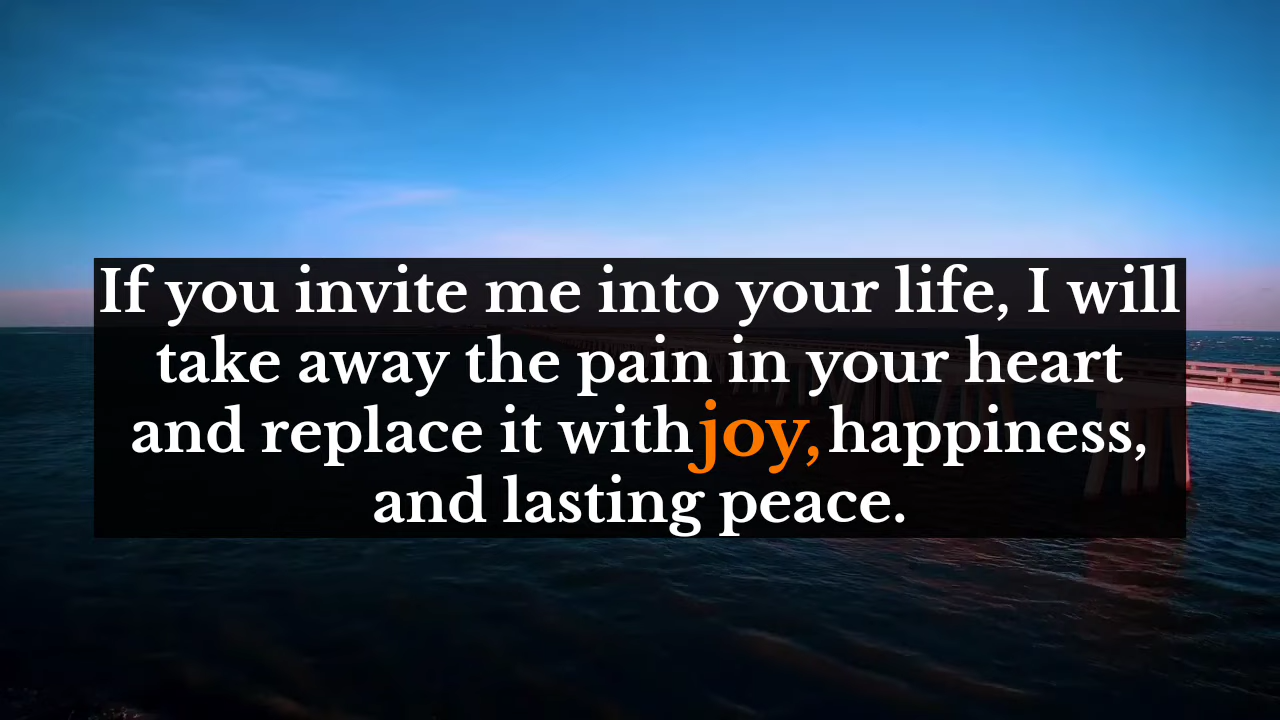 If you invite me into your life, I will
take away the pain in your heart
and replace it with joy, happiness,
and lasting peace.